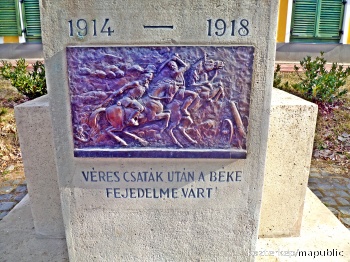 1914 — 1918
VÉRES CSATÁK UTÁN A BÉKE
FEJEDELME VÁRT